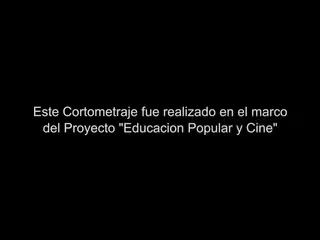 Este Cortometraje fue realizado en el marco
del Proyecto "Educacion Popular y Cine"